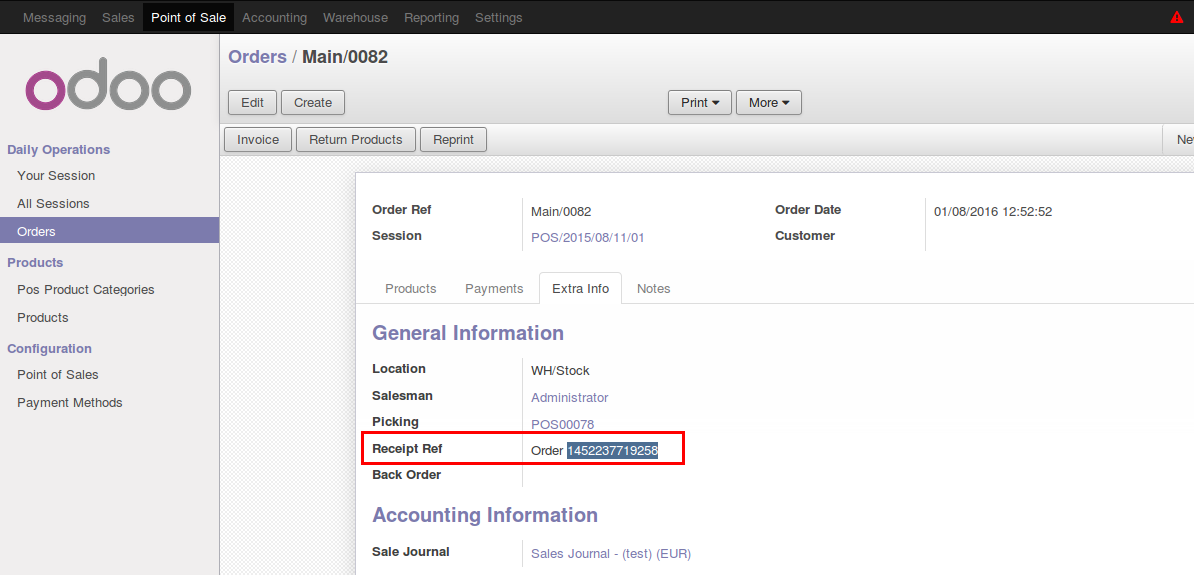 Messaging Sales Point of Sale Accounting Warehouse Reporting Settings
odoo
Daily Operations
Your Session
All Sessions
Orders
Products
Pos Product Categories
Products
Configuration
Point of Sales
Payment Methods
Orders / Main/0082
Edit Create Print More
Invoice Return Products Reprint
Order Ref Main/0082 Order Date 01/08/2016 12:52:52
Session POS/2015/08/11/01 Customer
Products Payments Extra Info Notes
General Information
Location WH/Stock
Salesman Administrator
Picking POS00078
Receipt Ref Order 1452237719258
Back Order
Accounting Information
Sale Journal Sales Journal - (test) (EUR)